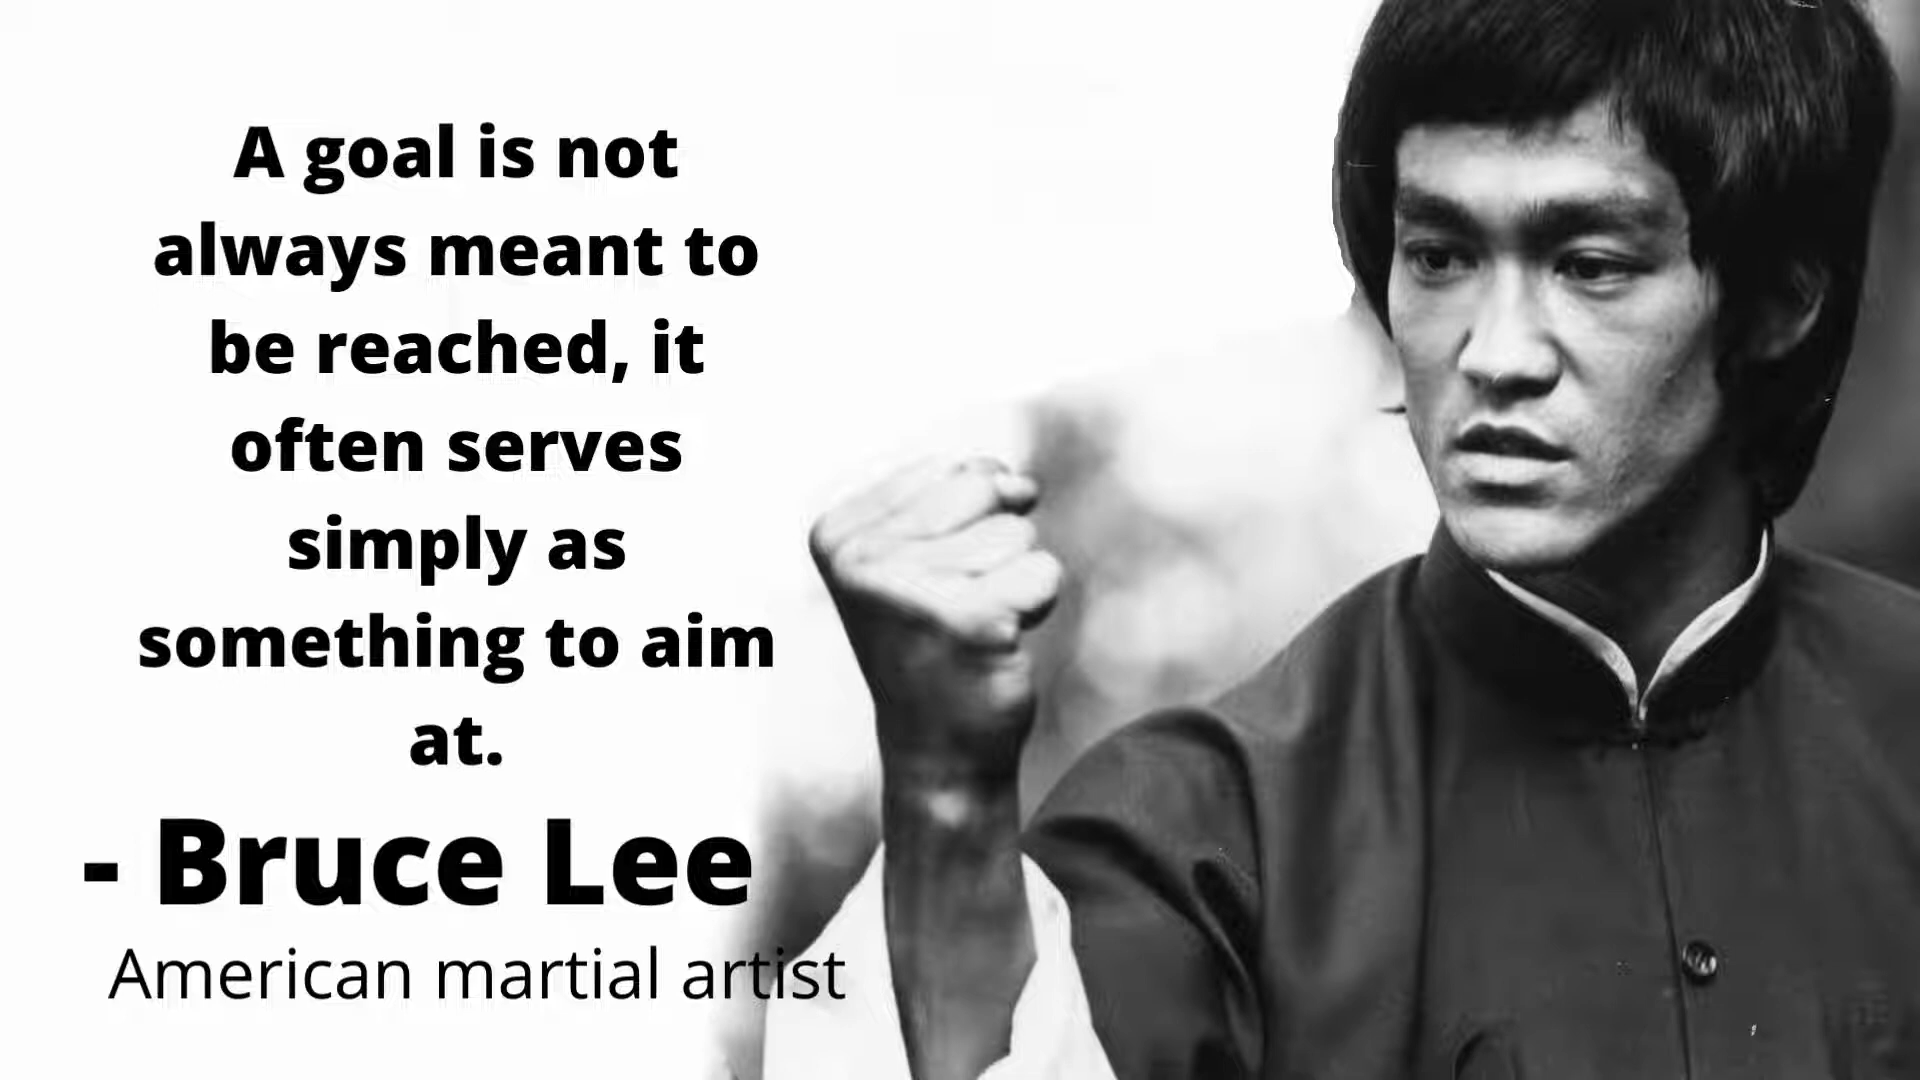 A goal is not
always meant to
be reached, it
often serves
simply as
something to aim
at.
- Bruce Lee
American martial artist